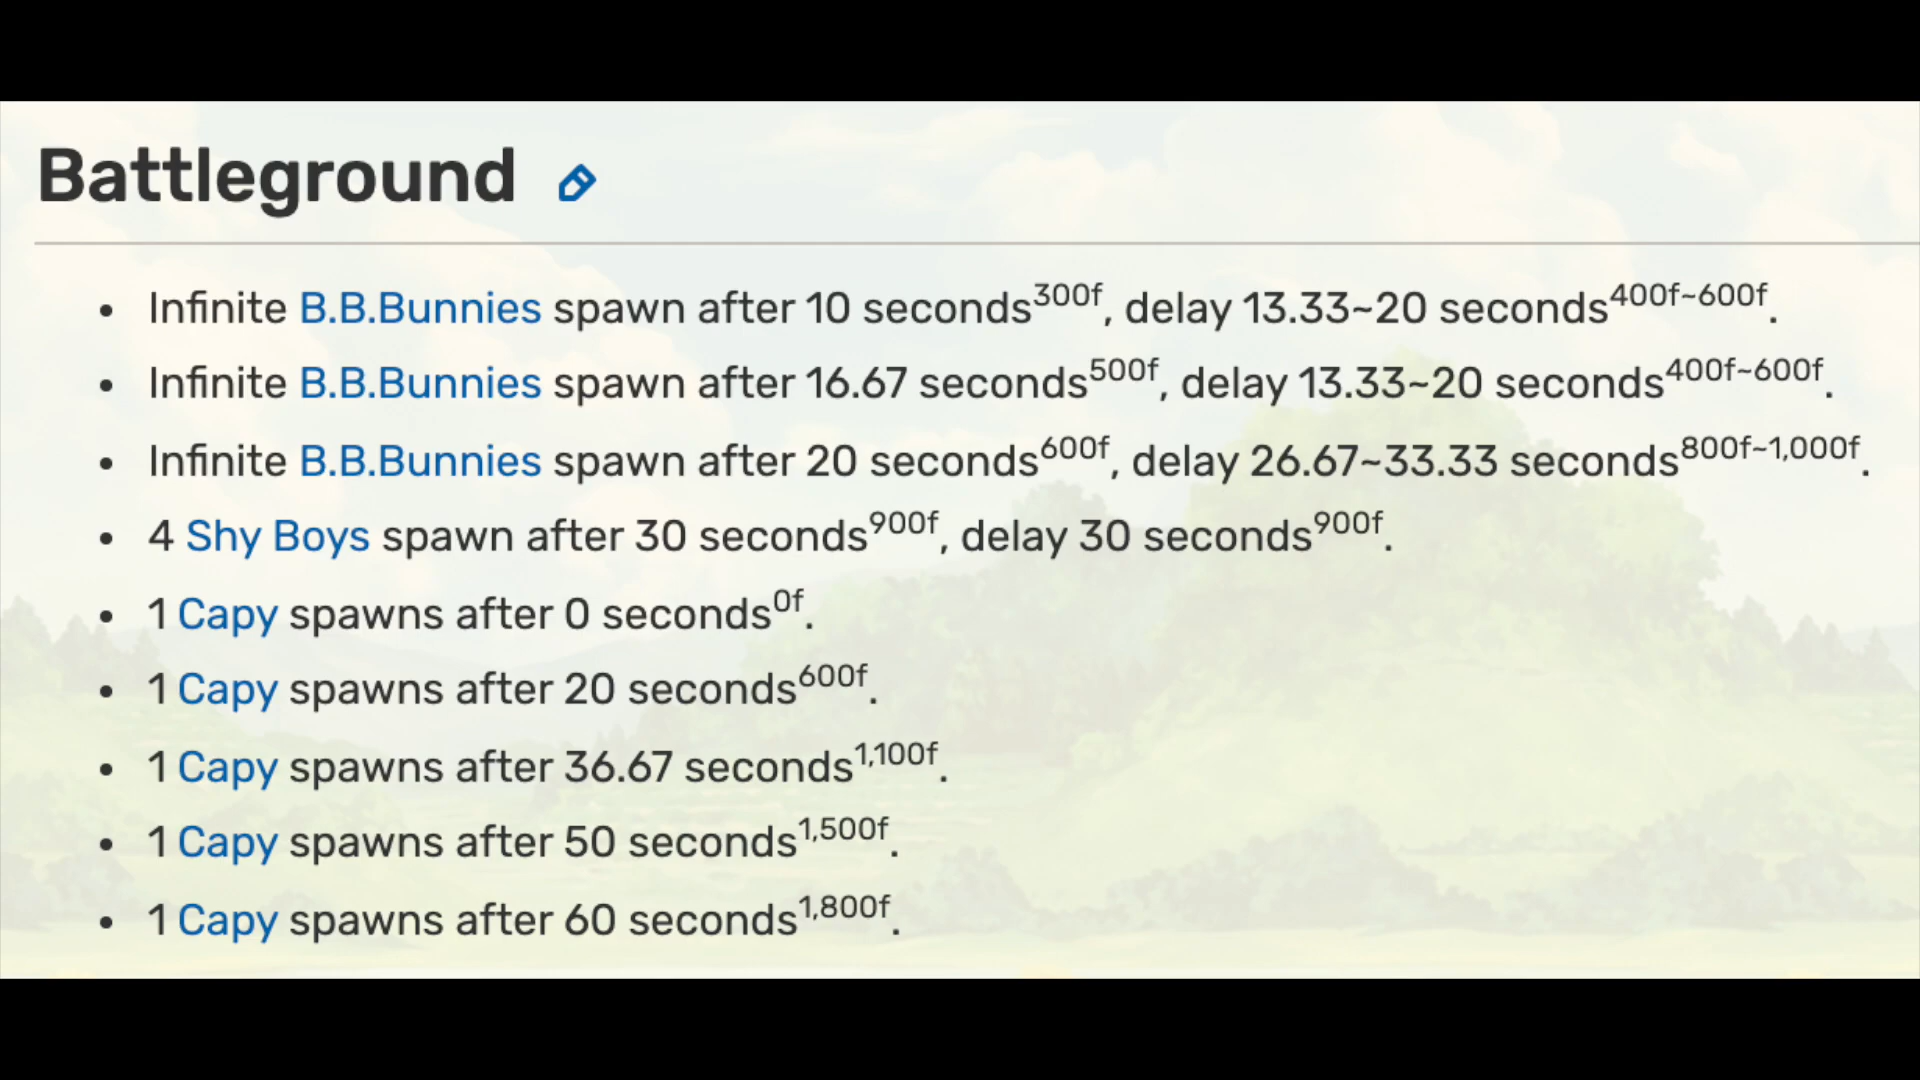 Battleground
Infinite B.B.Bunnies spawn after 10 seconds300f, delay 13.33~20 seconds400f~600f.
Infinite B.B.Bunnies spawn after 16.67 seconds500f, delay 13.33~20 seconds400f~600f.
Infinite B.B.Bunnies spawn after 20 seconds600f, delay 26.67~33.33 seconds800f~1,000f.
4 Shy Boys spawn after 30 seconds900f, delay 30 seconds900f.
1 Capy spawns after 0 seconds0f.
1 Capy spawns after 20 seconds600f.
1 Capy spawns after 36.67 seconds1,100f.
1 Capy spawns after 50 seconds1,500f.
1 Capy spawns after 60 seconds1,800f.